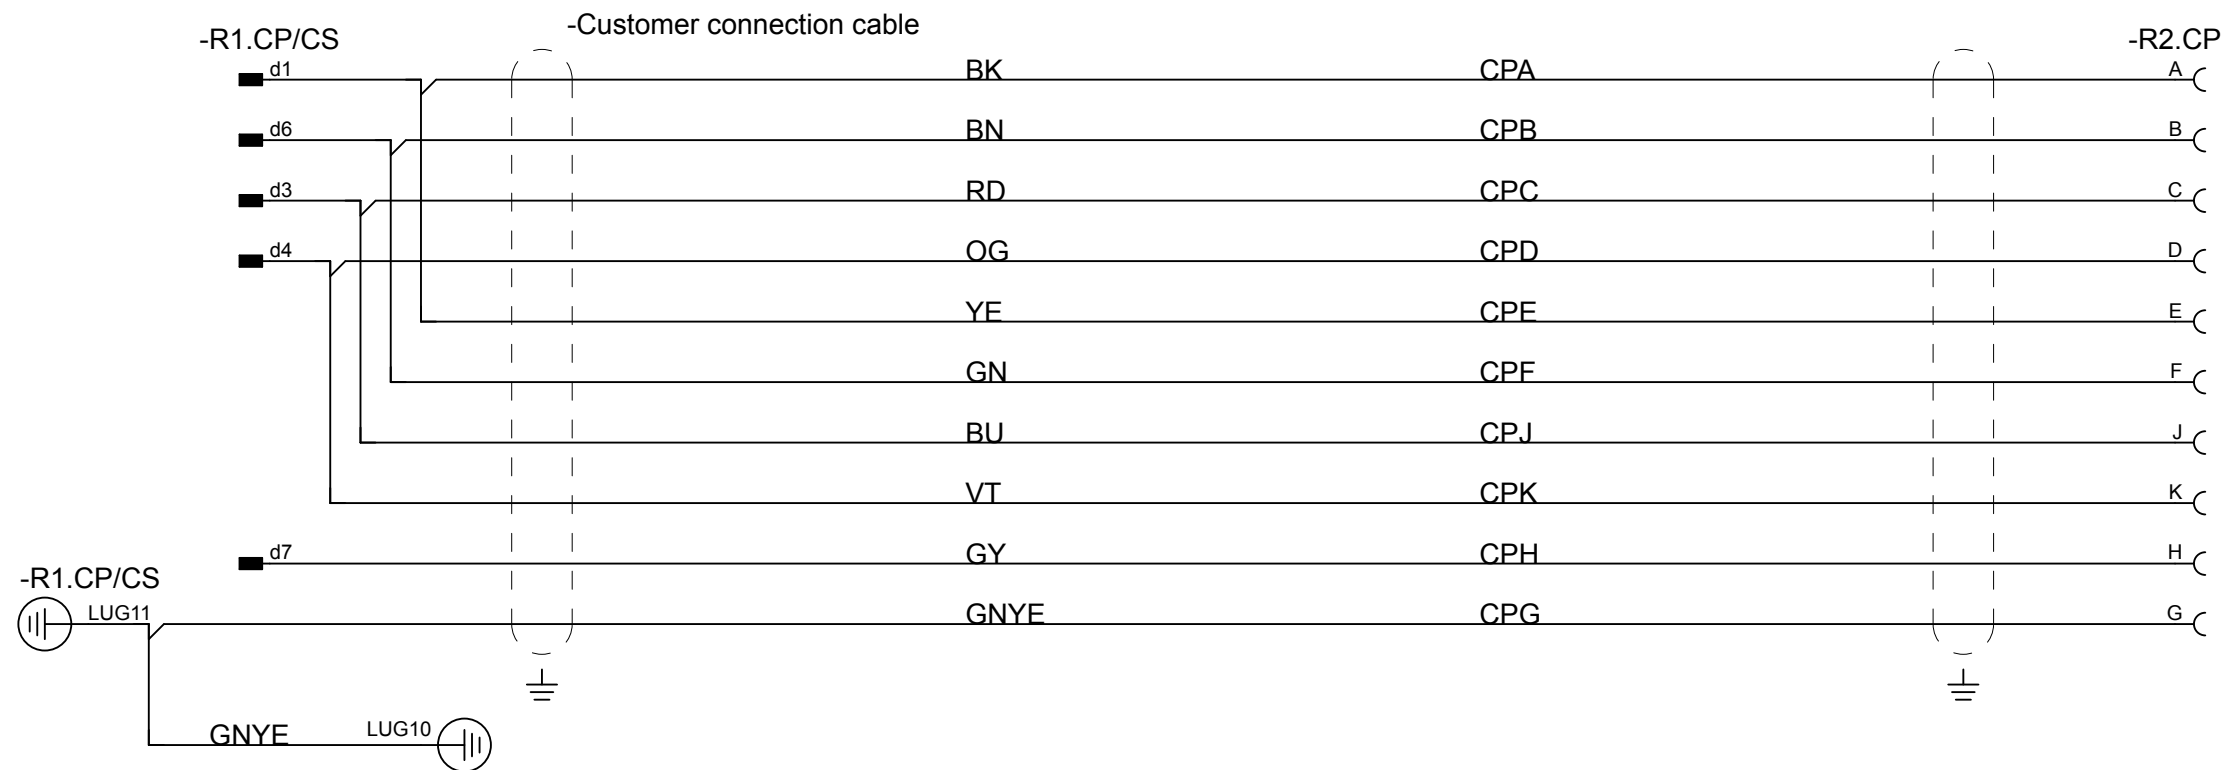 -Customer connection cable
-R1.CP/CS -R2.CP
d1 BK CPA A
d6 BN CPB B
d3 RD CPC C
d4 OG CPD D
YE CPE E
GN CPF F
BU CPJ J
VT CPK K
d7 GY CPH H
-R1.CP/CS
LUG11 GNYE CPG G
GNYE LUG10